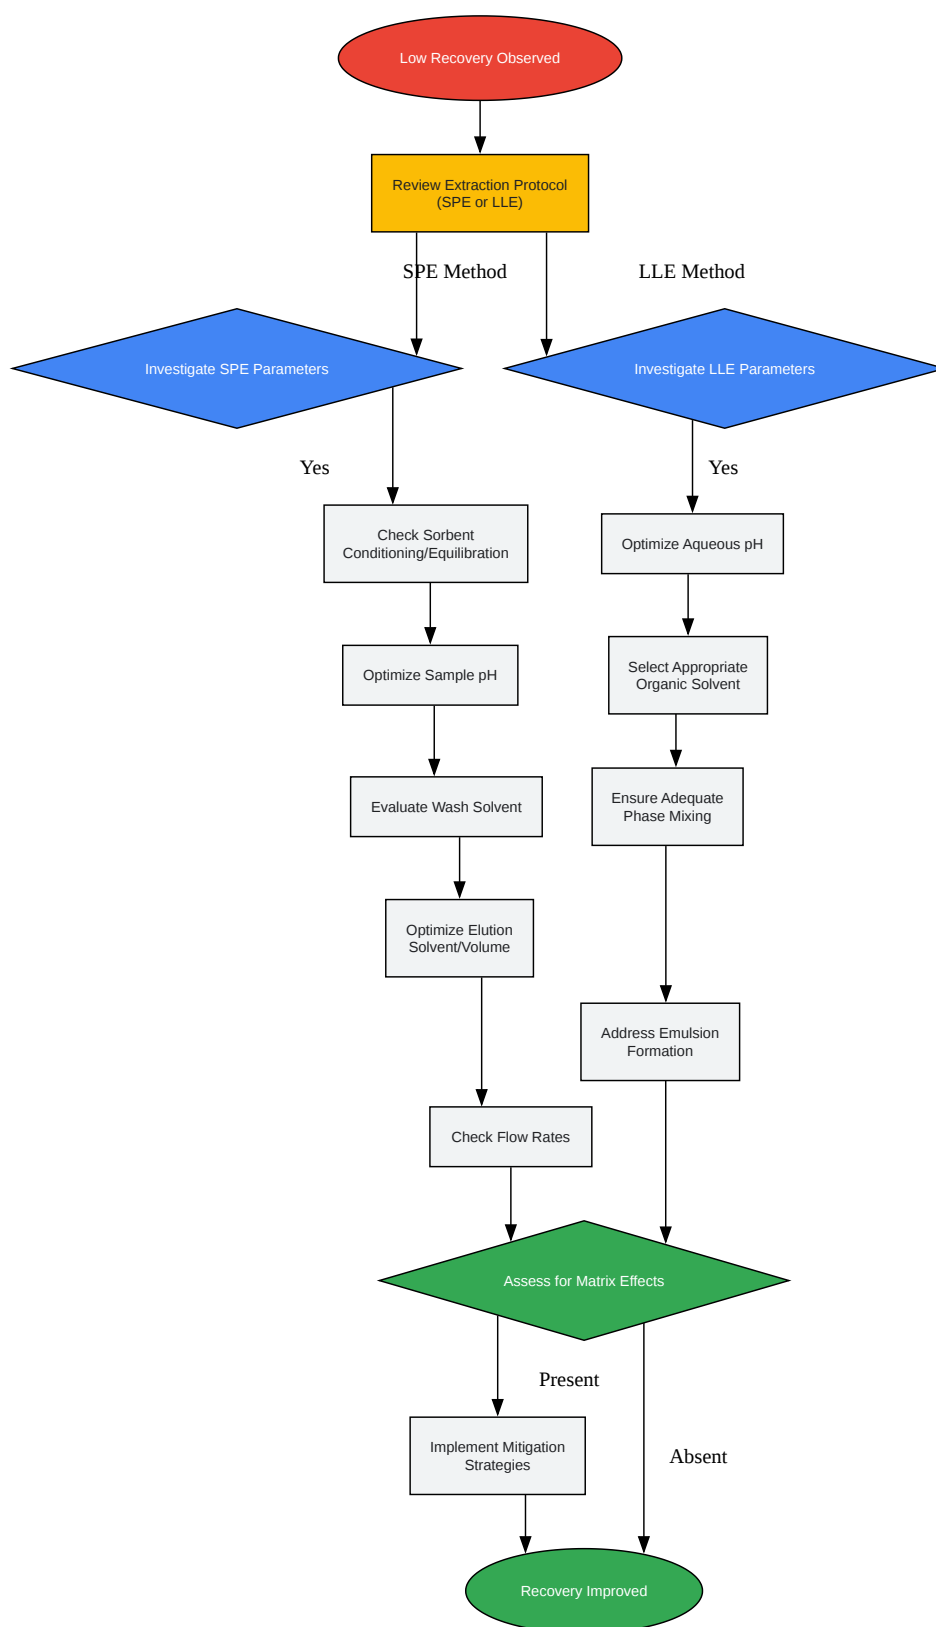 Low Recovery Observed
Review Extraction Protocol
(SPE or LLE)
SPE Method
LLE Method
Investigate SPE Parameters
Investigate LLE Parameters
Yes
Yes
Check Sorbent
Conditioning/Equilibration
Optimize Aqueous pH
Optimize Sample pH
Select Appropriate
Organic Solvent
Evaluate Wash Solvent
Ensure Adequate
Phase Mixing
Optimize Elution
Solvent/Volume
Address Emulsion
Formation
Check Flow Rates
Assess for Matrix Effects
Present
Implement Mitigation
Strategies
Absent
Recovery Improved